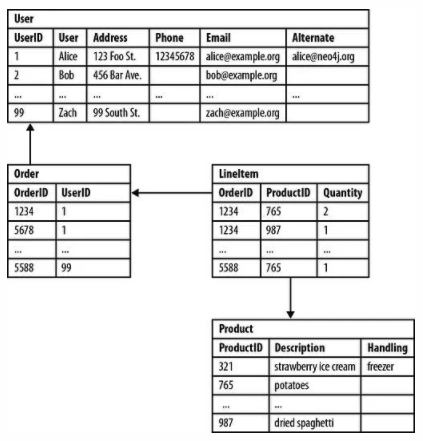 User
UserID User Address Phone Email Alternate
1 Alice 123 Foo St. 12345678 alice@example.org alice@neo4j.org
2 Bob 456 Bar Ave. bob@example.org
... ... ... ... ...
99 Zach 99 South St. zach@example.org
Order
OrderID UserID
1234 1
5678 1
... ...
5588 99
LineItem
OrderID ProductID Quantity
1234 765 2
1234 987 1
... ... ...
5588 765 1
Product
ProductID Description Handling
321 strawberry ice cream freezer
765 potatoes
... ...
987 dried spaghetti